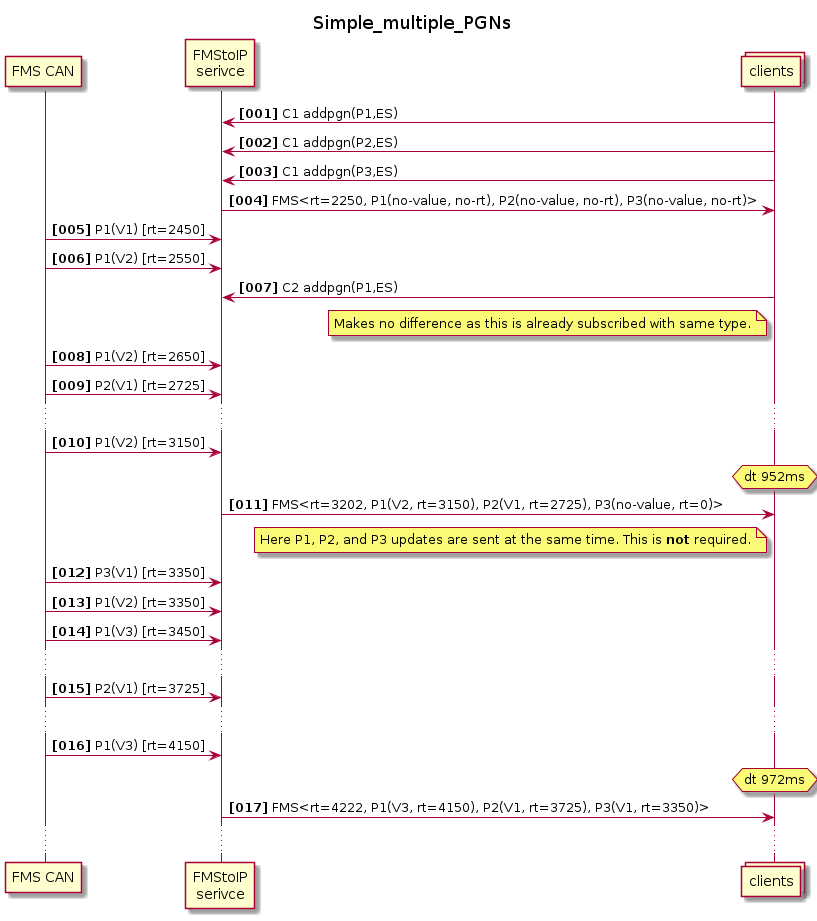 Simple_multiple_PGNs
FMS CAN
FMStoIP
serivce
clients
[001] C1 addpgn(P1,ES)
[002] C1 addpgn(P2,ES)
[003] C1 addpgn(P3,ES)
[004] FMS<rt=2250, P1(no-value, no-rt), P2(no-value, no-rt), P3(no-value, no-rt)>
[005] P1(V1) [rt=2450]
[006] P1(V2) [rt=2550]
[007] C2 addpgn(P1,ES)
Makes no difference as this is already subscribed with same type.
[008] P1(V2) [rt=2650]
[009] P2(V1) [rt=2725]
[010] P1(V2) [rt=3150]
dt 952ms
[011] FMS<rt=3202, P1(V2, rt=3150), P2(V1, rt=2725), P3(no-value, rt=0)>
Here P1, P2, and P3 updates are sent at the same time. This is not required.
[012] P3(V1) [rt=3350]
[013] P1(V2) [rt=3350]
[014] P1(V3) [rt=3450]
[015] P2(V1) [rt=3725]
[016] P1(V3) [rt=4150]
dt 972ms
[017] FMS<rt=4222, P1(V3, rt=4150), P2(V1, rt=3725), P3(V1, rt=3350)>
FMS CAN
FMStoIP
serivce
clients